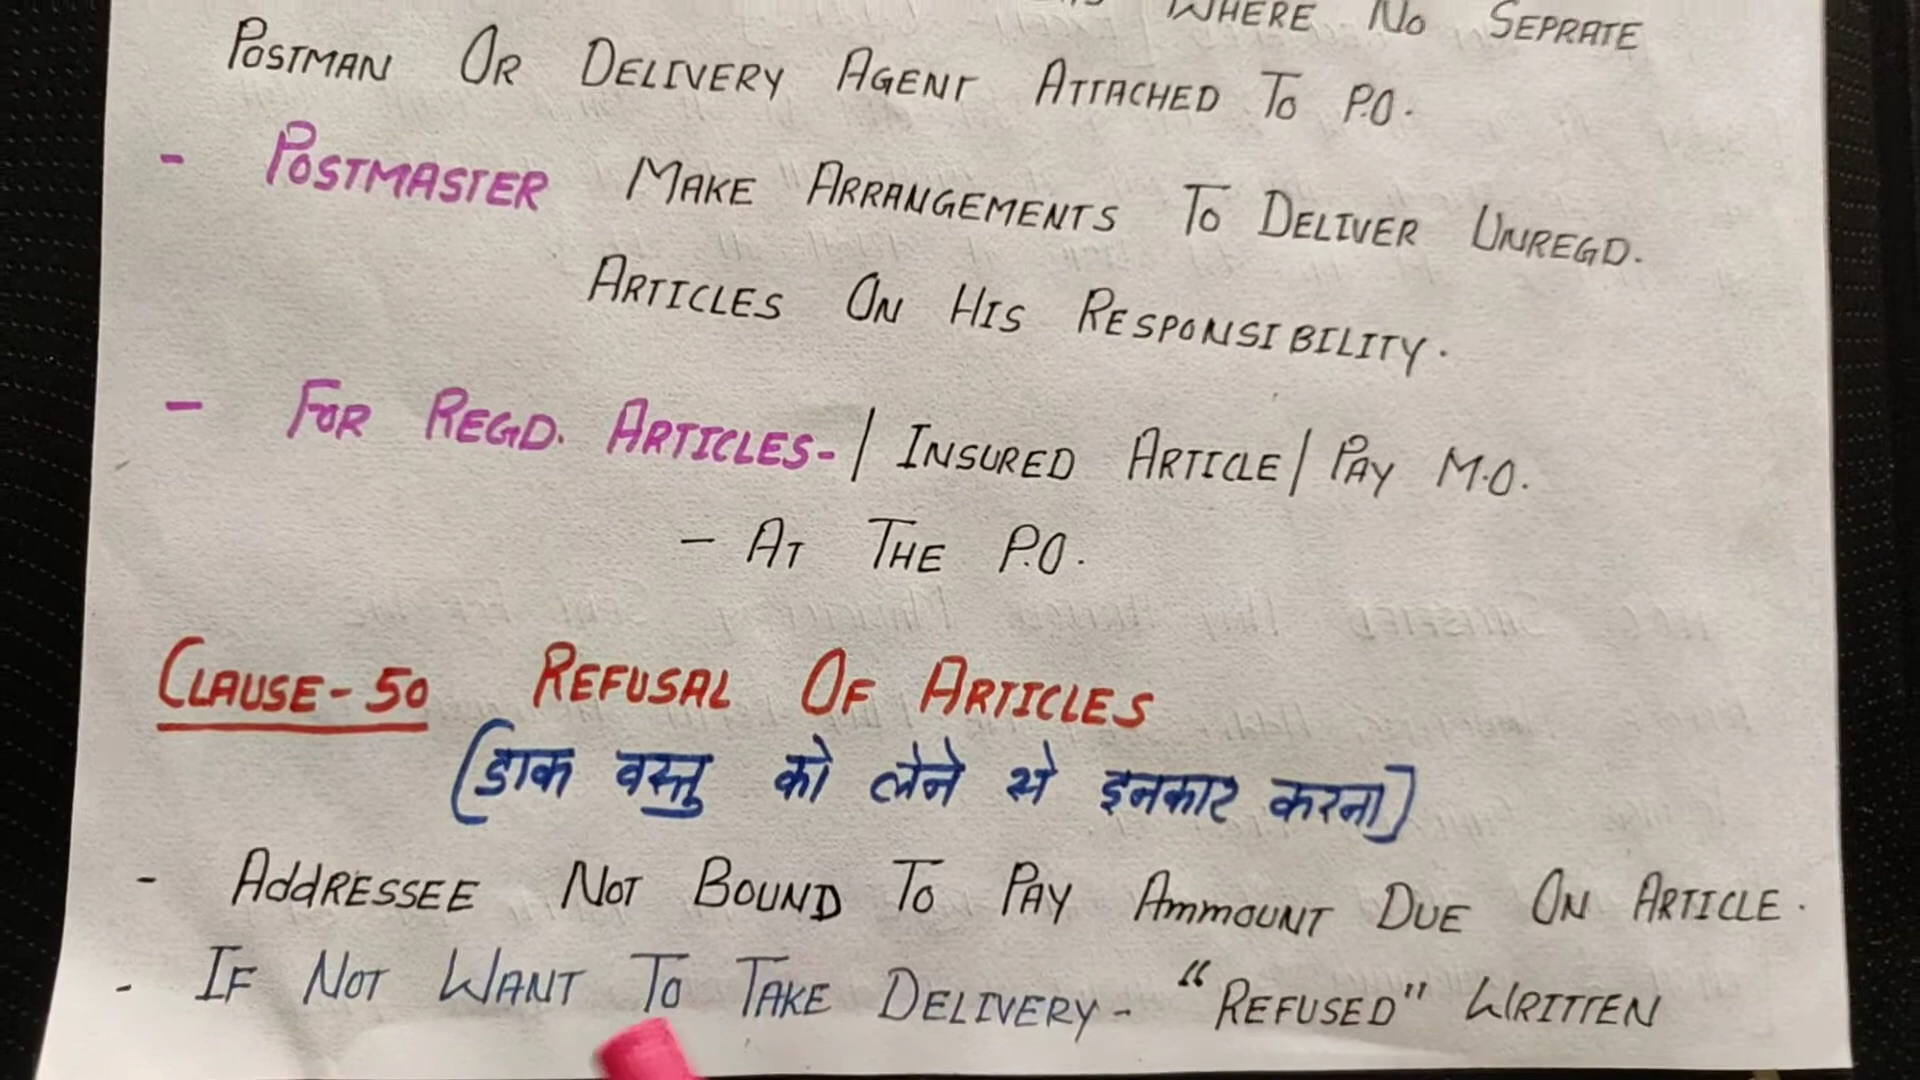 WHERE NO SEPRATE
POSTMAN OR DELIVERY AGENT ATTACHED TO P.O.
- POSTMASTER MAKE ARRANGEMENTS TO DELIVER UNREGD.
ARTICLES ON HIS RESPONSIBILITY.
- FOR REGD. ARTICLES-/ INSURED ARTICLE/ PAY M.O.
- AT THE P.O.
CLAUSE-50 REFUSAL OF ARTICLES
(डाक वस्तु को लेने से इनकार करना)
- ADDRESSEE NOT BOUND TO PAY AMMOUNT DUE ON ARTICLE.
- IF NOT WANT TO TAKE DELIVERY- "REFUSED" WRITTEN